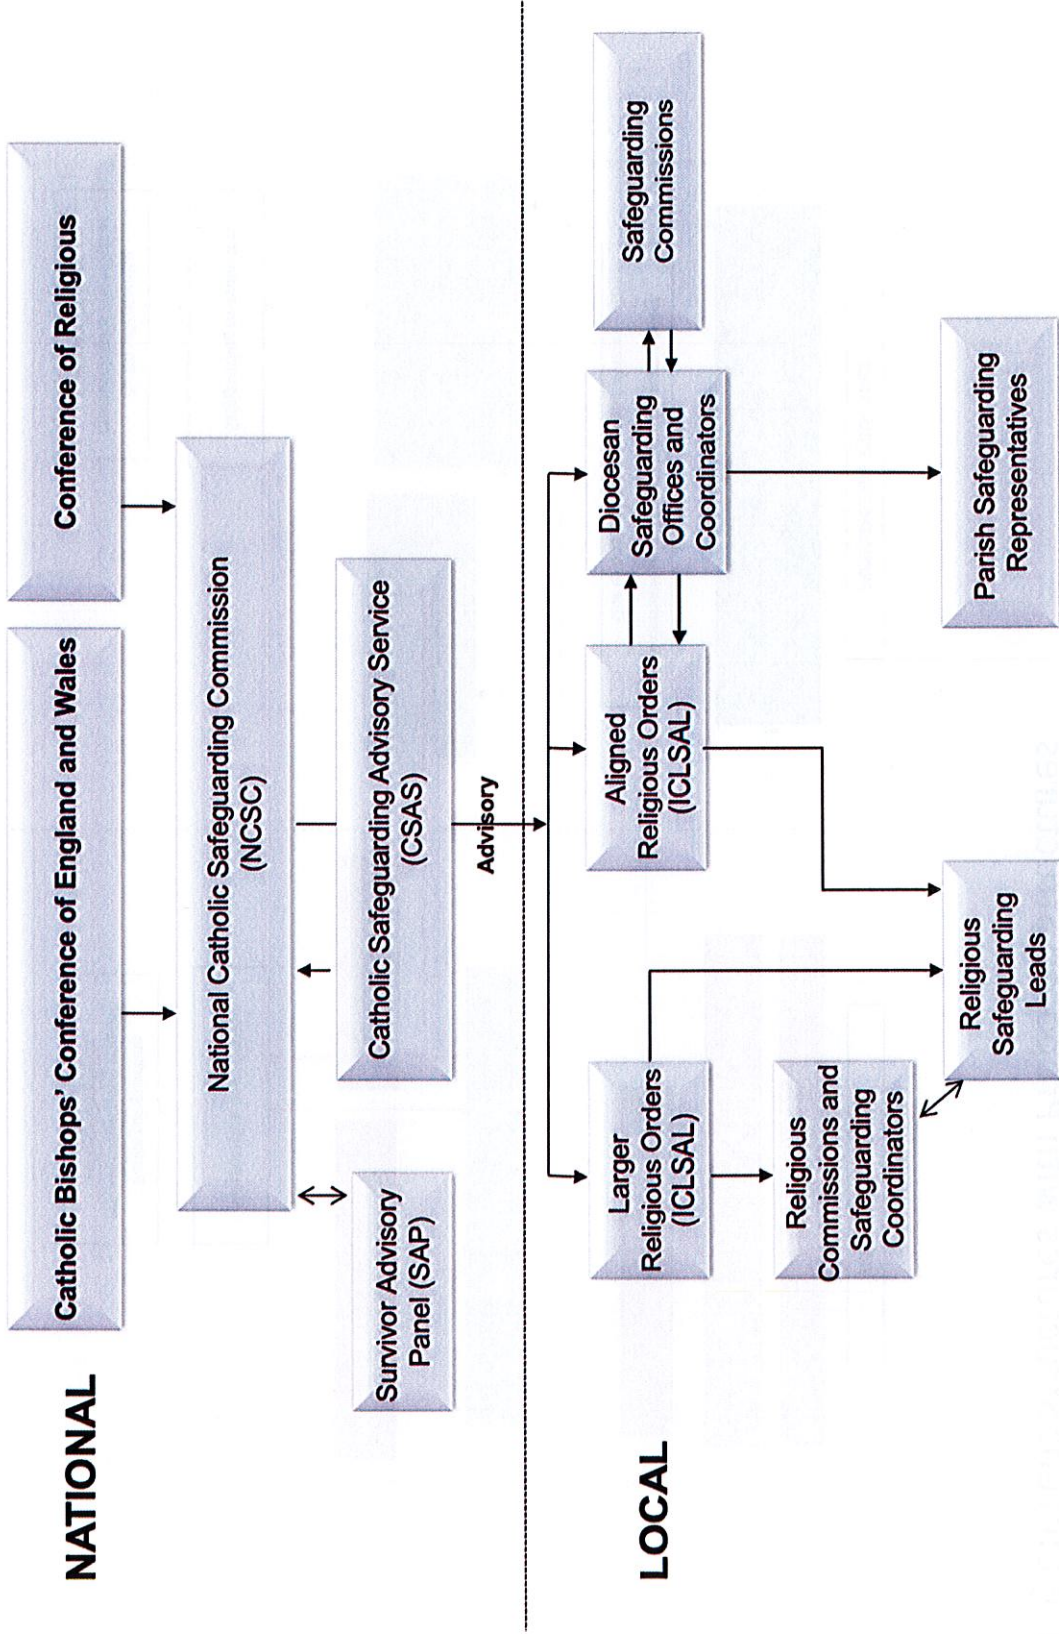 NATIONAL
Catholic Bishops' Conference of England and Wales
Conference of Religious
National Catholic Safeguarding Commission
(NCSC)
Survivor Advisory
Panel (SAP)
Catholic Safeguarding Advisory Service
(CSAS)
Advisory
LOCAL
Larger
Religious Orders
(ICLSAL)
Aligned
Religious Orders
(ICLSAL)
Diocesan
Safeguarding
Offices and
Coordinators
Safeguarding
Commissions
Religious
Commissions and
Safeguarding
Coordinators
Religious
Safeguarding
Leads
Parish Safeguarding
Representatives